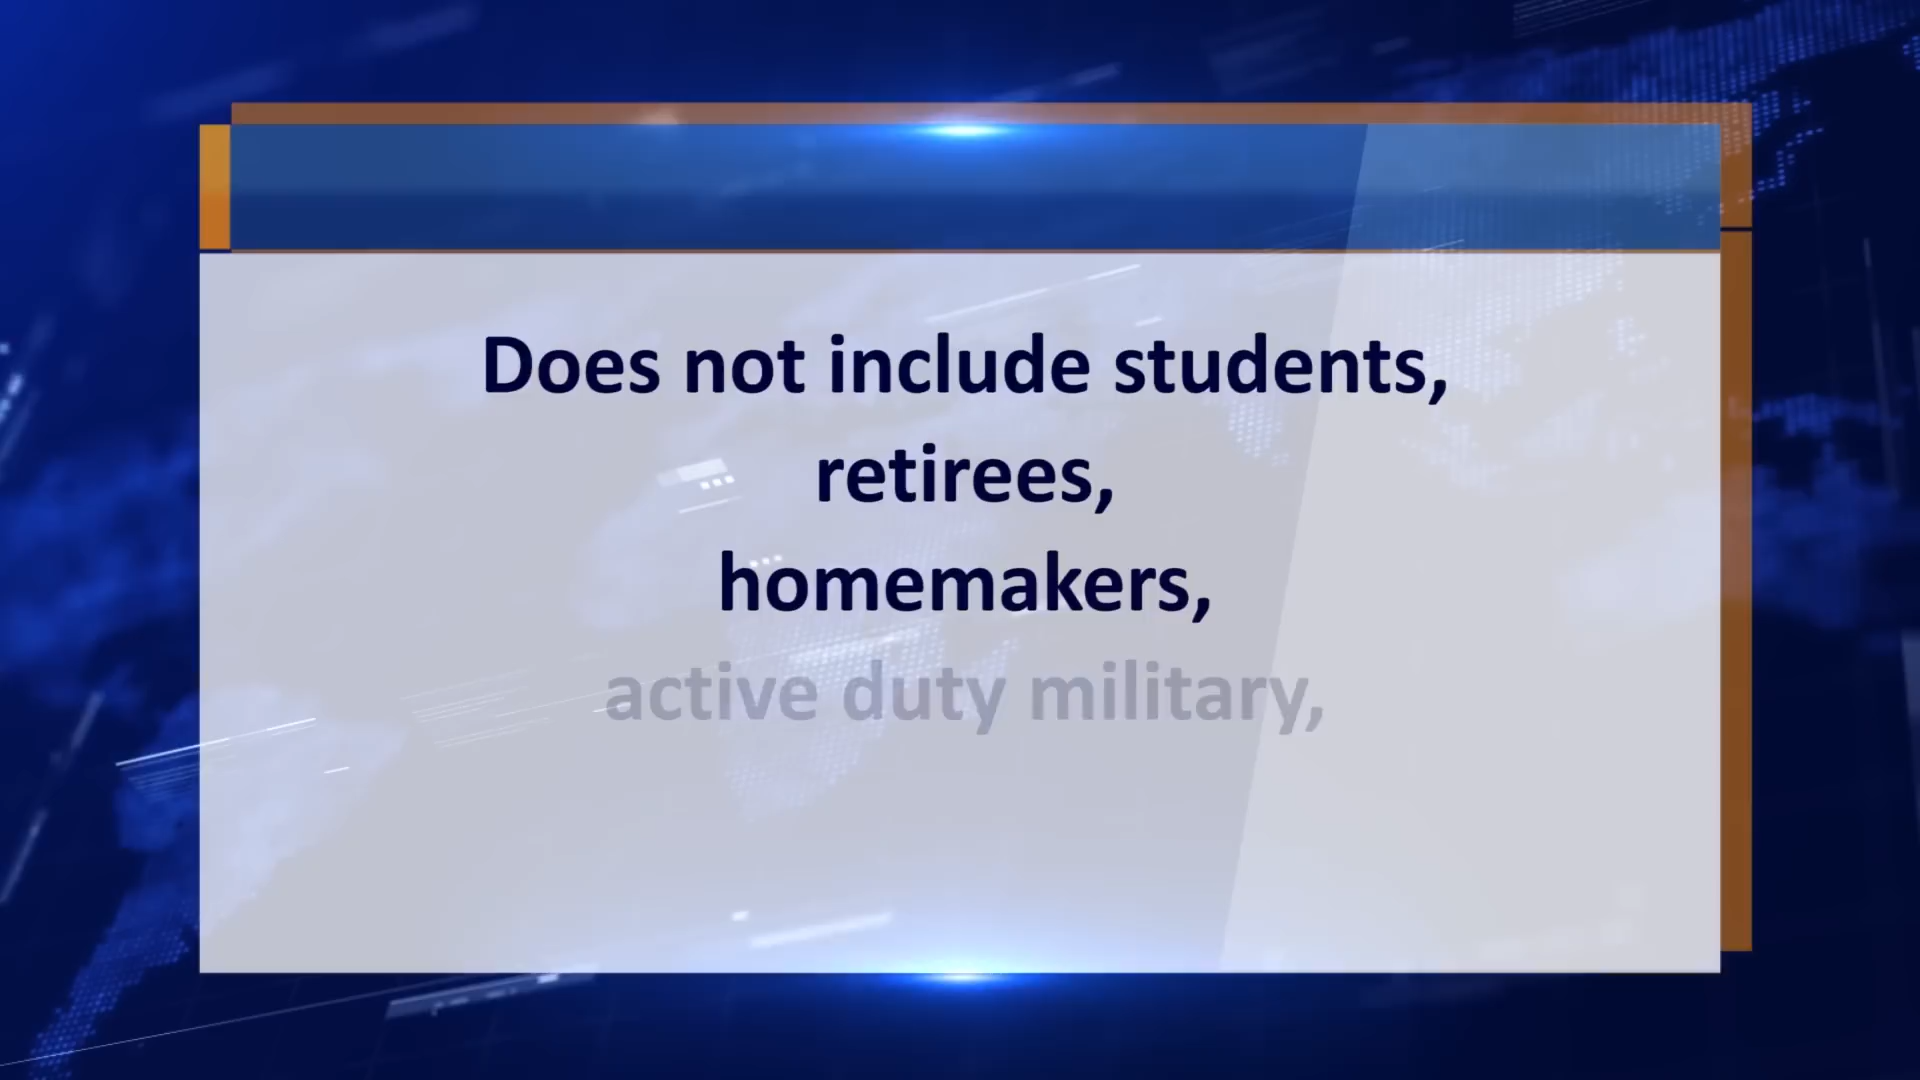 Does not include students,
retirees,
homemakers,
active duty military,